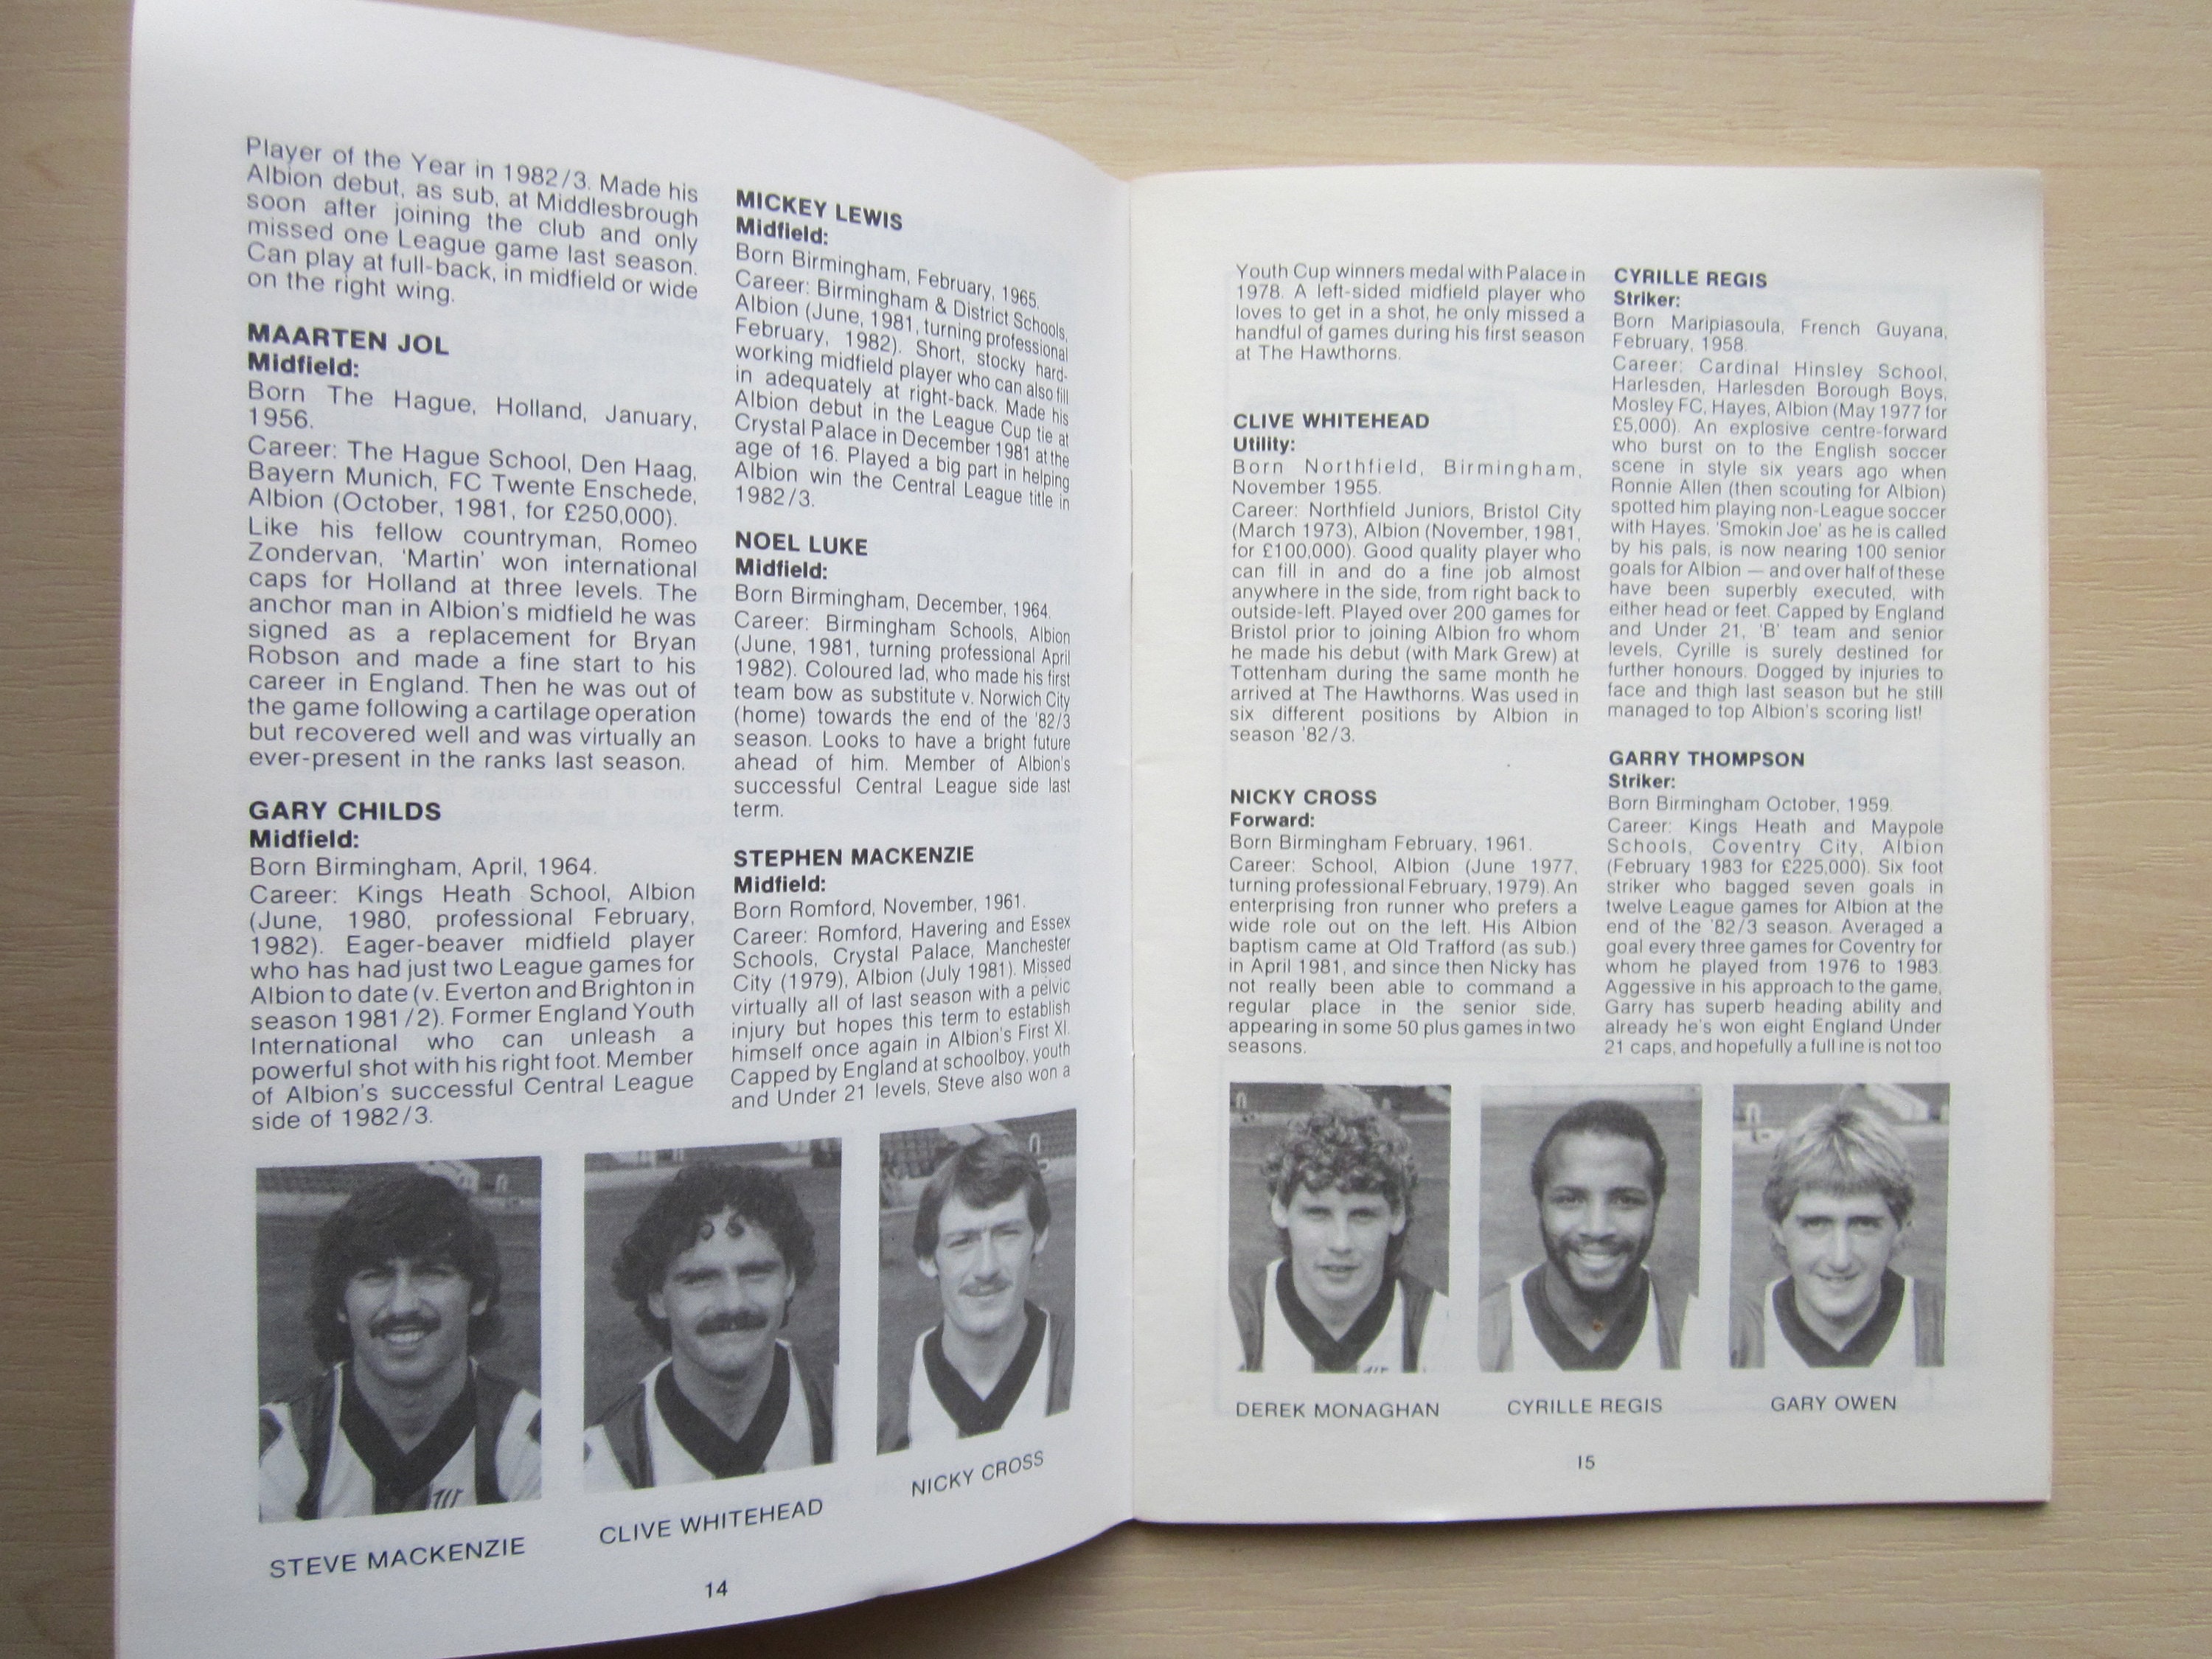 Player of the Year in 1982/3. Made his
Albion debut, as sub, at Middlesbrough
soon after joining the club and only
missed one League game last season.
Can play at full-back, in midfield or wide
on the right wing.
MAARTEN JOL
Midfield:
Born The Hague, Holland, January,
1956.
Career: The Hague School, Den Haag,
Bayern Munich, FC Twente Enschede,
Albion (October, 1981, for £250,000).
Like his fellow countryman, Romeo
Zondervan, 'Martin' won international
caps for Holland at three levels. The
anchor man in Albion's midfield he was
signed as a replacement for Bryan
Robson and made a fine start to his
career in England. Then he was out of
the game following a cartilage operation
but recovered well and was virtually an
ever-present in the ranks last season.
GARY CHILDS
Midfield:
Born Birmingham, April, 1964.
Career: Kings Heath School, Albion
(June, 1980, professional February,
1982). Eager-beaver midfield player
who has had just two League games for
Albion to date (v. Everton and Brighton in
season 1981/2). Former England Youth
International who can unleash a
powerful shot with his right foot. Member
of Albion's successful Central League
side of 1982/3.
MICKEY LEWIS
Midfield:
Born Birmingham, February, 1965.
Career: Birmingham & District Schools,
Albion (June, 1981, turning professional
February, 1982). Short, stocky hard-
working midfield player who can also fill
in adequately at right-back. Made his
Albion debut in the League Cup tie at
Crystal Palace in December 1981 at the
age of 16. Played a big part in helping
Albion win the Central League title in
1982/3.
NOEL LUKE
Midfield:
Born Birmingham, December, 1964.
Career: Birmingham Schools, Albion
(June, 1981, turning professional April
1982). Coloured lad, who made his first
team bow as substitute v. Norwich City
(home) towards the end of the '82/3
season. Looks to have a bright future
ahead of him. Member of Albion's
successful Central League side last
term.
STEPHEN MACKENZIE
Midfield:
Born Romford, November, 1961.
Career: Romford, Havering and Essex
Schools, Crystal Palace, Manchester
City (1979), Albion (July 1981). Missed
virtually all of last season with a pelvic
injury but hopes this term to establish
himself once again in Albion's First XI.
Capped by England at schoolboy, youth
and Under 21 levels, Steve also won a
STEVE MACKENZIE
CLIVE WHITEHEAD
NICKY CROSS
14
Youth Cup winners medal with Palace in
1978. A left-sided midfield player who
loves to get in a shot, he only missed a
handful of games during his first season
at The Hawthorns.
CLIVE WHITEHEAD
Utility:
Born Northfield, Birmingham,
November 1955.
Career: Northfield Juniors, Bristol City
(March 1973), Albion (November, 1981,
for £100,000). Good quality player who
can fill in and do a fine job almost
anywhere in the side, from right back to
outside-left. Played over 200 games for
Bristol prior to joining Albion fro whom
he made his debut (with Mark Grew) at
Tottenham during the same month he
arrived at The Hawthorns. Was used in
six different positions by Albion in
season '82/3.
NICKY CROSS
Forward:
Born Birmingham February, 1961.
Career: School, Albion (June 1977,
turning professional February, 1979). An
enterprising fron runner who prefers a
wide role out on the left. His Albion
baptism came at Old Trafford (as sub.)
in April 1981, and since then Nicky has
not really been able to command a
regular place in the senior side,
appearing in some 50 plus games in two
seasons.
CYRILLE REGIS
Striker:
Born Maripiasoula, French Guyana,
February, 1958.
Career: Cardinal Hinsley School,
Harlesden, Harlesden Borough Boys,
Mosley FC, Hayes, Albion (May 1977 for
£5,000). An explosive centre-forward
who burst on to the English soccer
scene in style six years ago when
Ronnie Allen (then scouting for Albion)
spotted him playing non-League soccer
with Hayes. 'Smokin Joe' as he is called
by his pals, is now nearing 100 senior
goals for Albion — and over half of these
have been superbly executed, with
either head or feet. Capped by England
and Under 21, 'B' team and senior
levels, Cyrille is surely destined for
further honours. Dogged by injuries to
face and thigh last season but he still
managed to top Albion's scoring list!
GARRY THOMPSON
Striker:
Born Birmingham October, 1959.
Career: Kings Heath and Maypole
Schools, Coventry City, Albion
(February 1983 for £225,000). Six foot
striker who bagged seven goals in
twelve League games for Albion at the
end of the '82/3 season. Averaged a
goal every three games for Coventry for
whom he played from 1976 to 1983.
Aggressive in his approach to the game,
Garry has superb heading ability and
already he's won eight England Under
21 caps, and hopefully a full ine is not too
DEREK MONAGHAN
CYRILLE REGIS
GARY OWEN
15